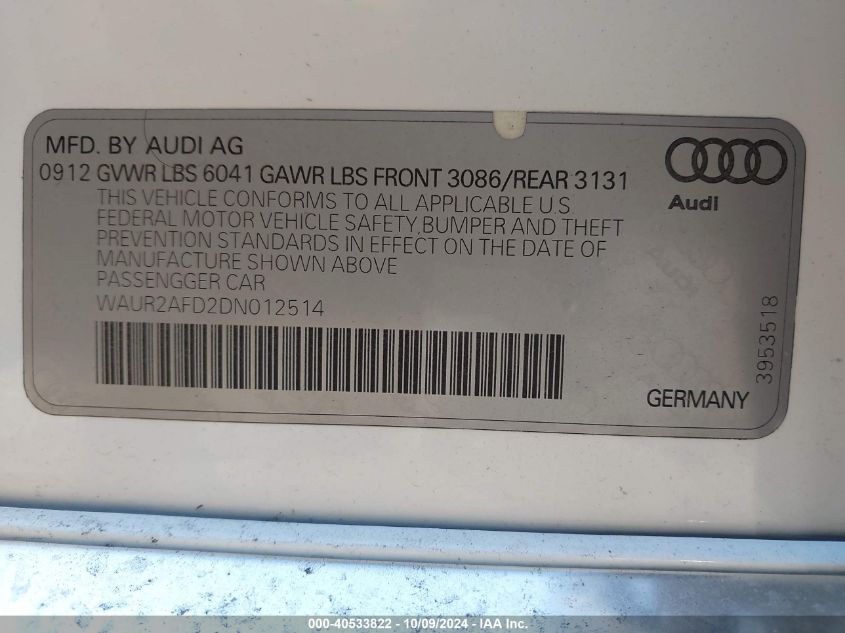 MFD. BY AUDI AG
0912 GVWR LBS 6041 GAWR LBS FRONT 3086/REAR 3131
THIS VEHICLE CONFORMS TO ALL APPLICABLE U.S
FEDERAL MOTOR VEHICLE SAFETY, BUMPER AND THEFT
PREVENTION STANDARDS IN EFFECT ON THE DATE OF
MANUFACTURE SHOWN ABOVE
PASSENGGER CAR
WAUR2AFD2DN012514
Audi
3953518
GERMANY
000-40533822 - 10/09/2024 - IAA Inc.